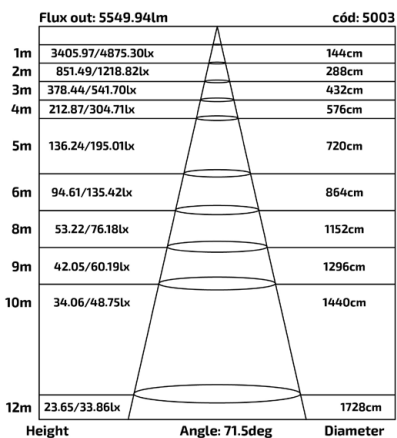 Flux out: 5549.94lm cód: 5003
1m 3405.97/4875.30lx 144cm
2m 851.49/1218.82lx 288cm
3m 378.44/541.70lx 432cm
4m 212.87/304.71lx 576cm
5m 136.24/195.01lx 720cm
6m 94.61/135.42lx 864cm
8m 53.22/76.18lx 1152cm
9m 42.05/60.19lx 1296cm
10m 34.06/48.75lx 1440cm
12m 23.65/33.86lx 1728cm
Height Angle: 71.5deg Diameter